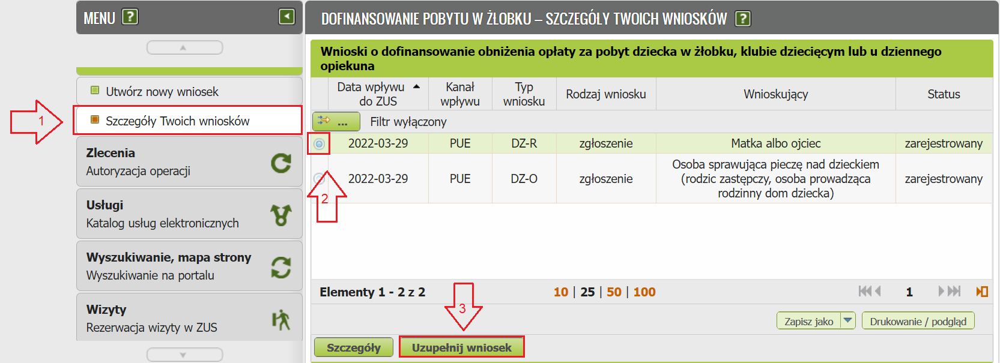 MENU ?
DOFINANSOWANIE POBYTU W ŻŁOBKU – SZCZEGÓŁY TWOICH WNIOSKÓW ?
Utwórz nowy wniosek
1
Szczegóły Twoich wniosków
Zlecenia
Autoryzacja operacji
Usługi
Katalog usług elektronicznych
Wyszukiwanie, mapa strony
Wyszukiwanie na portalu
Wizyty
Rezerwacja wizyty w ZUS
Wnioski o dofinansowanie obniżenia opłaty za pobyt dziecka w żłobku, klubie dziecięcym lub u dziennego
opiekuna
Data wpływu do ZUS
Kanał wpływu
Typ wniosku
Rodzaj wniosku
Wnioskujący
Status
... Filtr wyłączony
2022-03-29 PUE DZ-R zgłoszenie Matka albo ojciec zarejestrowany
2022-03-29 PUE DZ-O zgłoszenie
Osoba sprawująca pieczę nad dzieckiem
(rodzic zastępczy, osoba prowadząca
rodzinny dom dziecka)
zarejestrowany
2
Elementy 1 - 2 z 2
10 | 25 | 50 | 100
1
3
Zapisz jako
Drukowanie / podgląd
Szczegóły
Uzupełnij wniosek